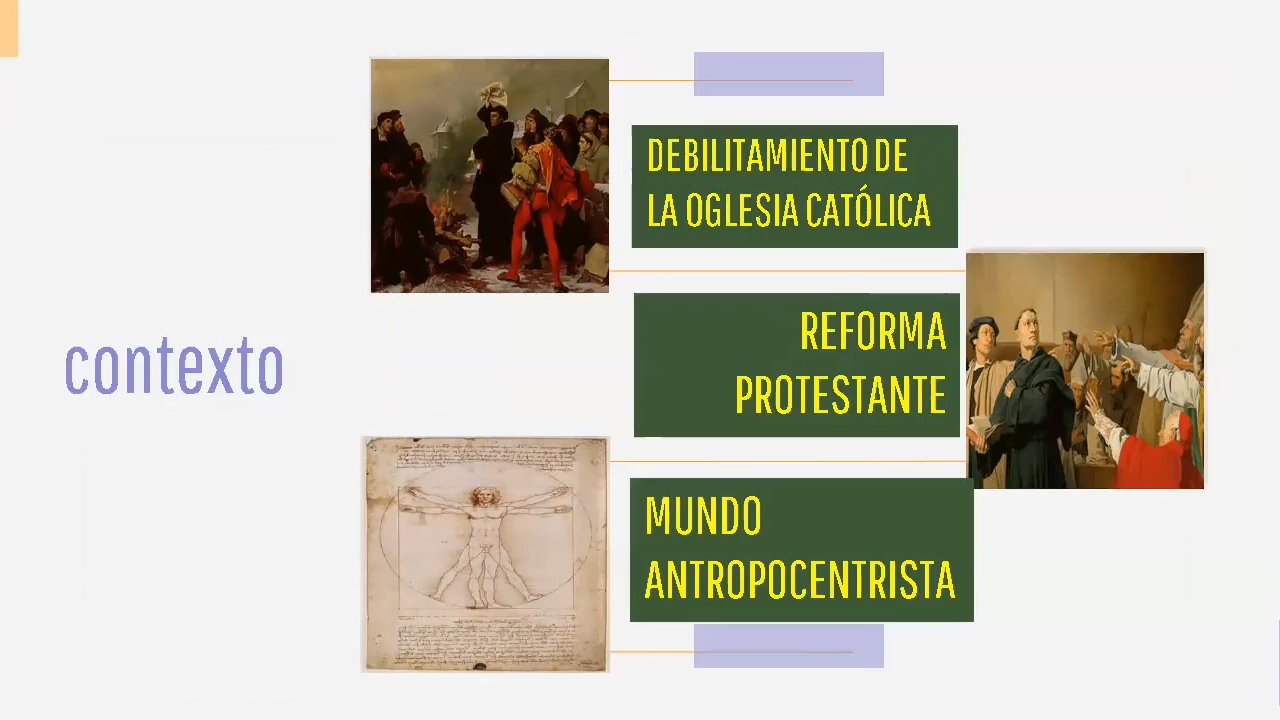 contexto
DEBILITAMIENTO DE
LA OGLESIA CATÓLICA
REFORMA
PROTESTANTE
MUNDO
ANTROPOCENTRISTA